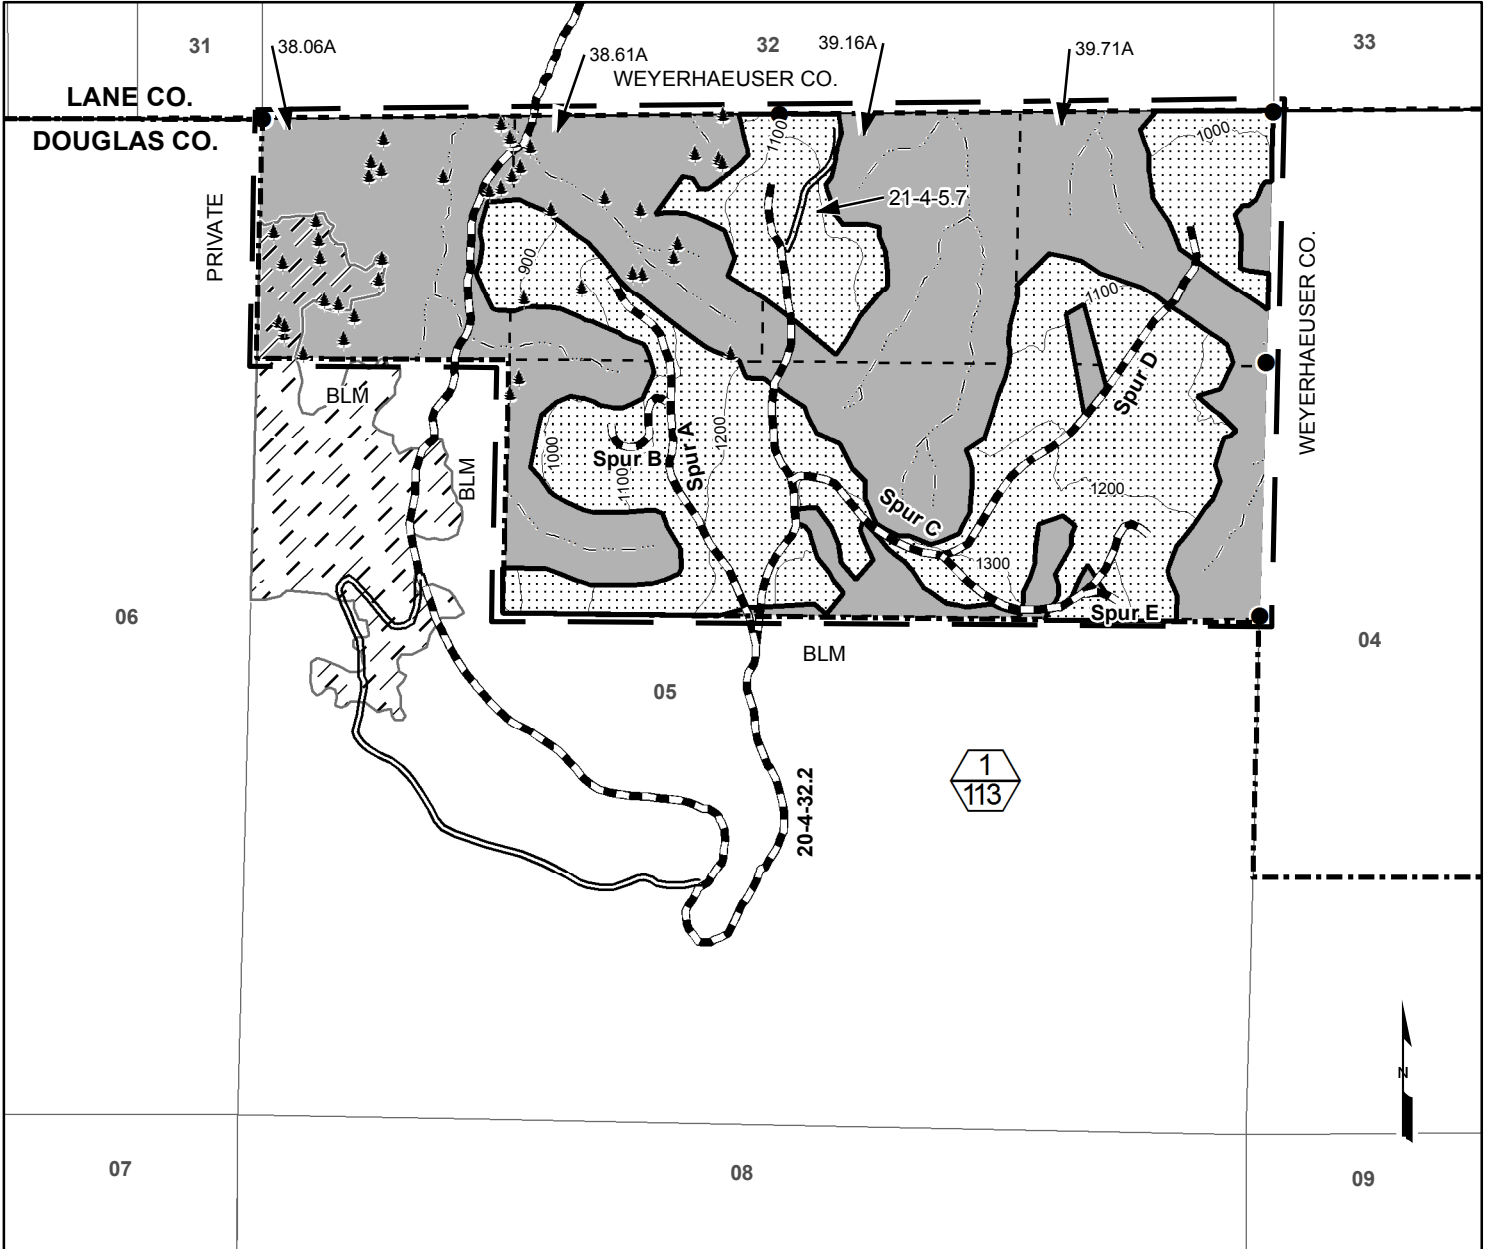 31
38.06A
38.61A
32
39.16A
39.71A
33
WEYERHAEUSER CO.
LANE CO.
DOUGLAS CO.
1100
1000
21-4-5.7
PRIVATE
900
WEYERHAEUSER CO.
1100
BLM
Spur D
BLM
Spur B
Spur A
1200
1000
1100
Spur C
1200
1300
Spur E
06
04
BLM
05
20-4-32.2
1
113
N
07
08
09